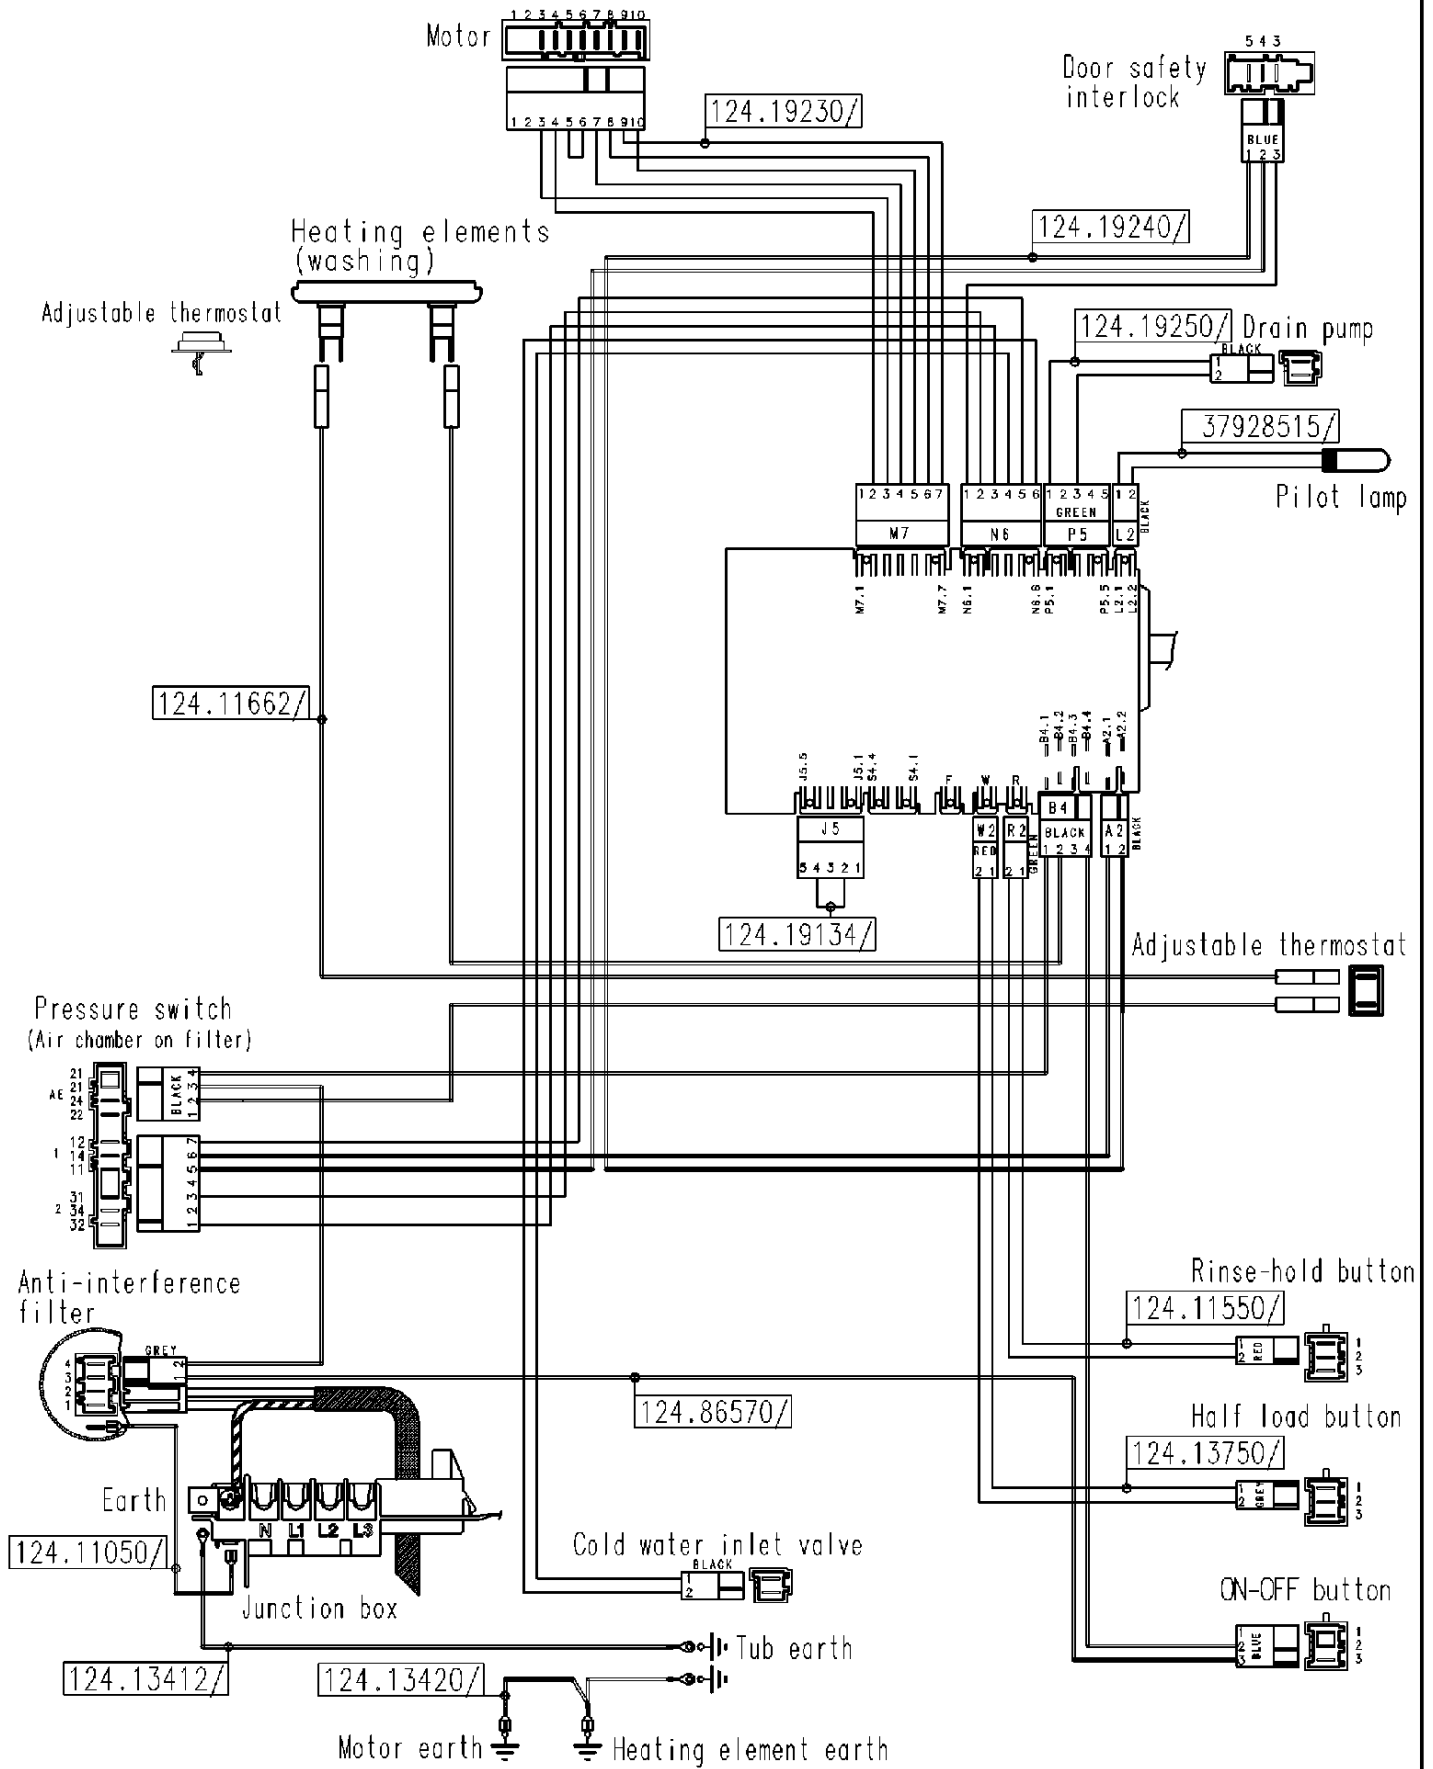 1 2 3 4 5 6 7 8 9 10
Motor
5 4 3
Door safety
interlock
124.19230/
1 2 3 4 5 6 7 8 9 10
BLUE
1 2 3
124.19240/
Heating elements
(washing)
Adjustable thermostat
124.19250/
Drain pump
BLACK
1
2
37928515/
Pilot lamp
1 2 3 4 5 6 7
1 2 3 4 5 6
1 2 3 4 5
1 2
GREEN
BLACK
M7
N6
P5
L2
M7.1
M7.7
N6.1
N6.6
P5.1
P5.5
L2.1
L2.2
124.11662/
B4.1
B4.2
B4.3
B4.4
A2.1
A2.2
J5.5
J5.1
S4.4
S4.1
F
W
R
J5
W2
R2
B4
A2
RED
GREEN
BLACK
BLACK
5 4 3 2 1
2 1
2 1
1 2 3 4
1 2
124.19134/
Adjustable thermostat
Pressure switch
(Air chamber on filter)
21
21
AE 24
22
BLACK
1 2 3 4
12
1 14
11
31
2 34
32
1 2 3 4 5 6 7
Anti-interference
filter
GREY
4
3
2
1
2
1
Rinse-hold button
124.11550/
1
2
RED
1
2
3
124.86570/
Half load button
124.13750/
1
2
GREY
1
2
3
Earth
N L1 L2 L3
124.11050/
Cold water inlet valve
BLACK
1
2
Junction box
ON-OFF button
1
2
3
BLUE
1
2
3
Tub earth
124.13412/
124.13420/
Motor earth
Heating element earth